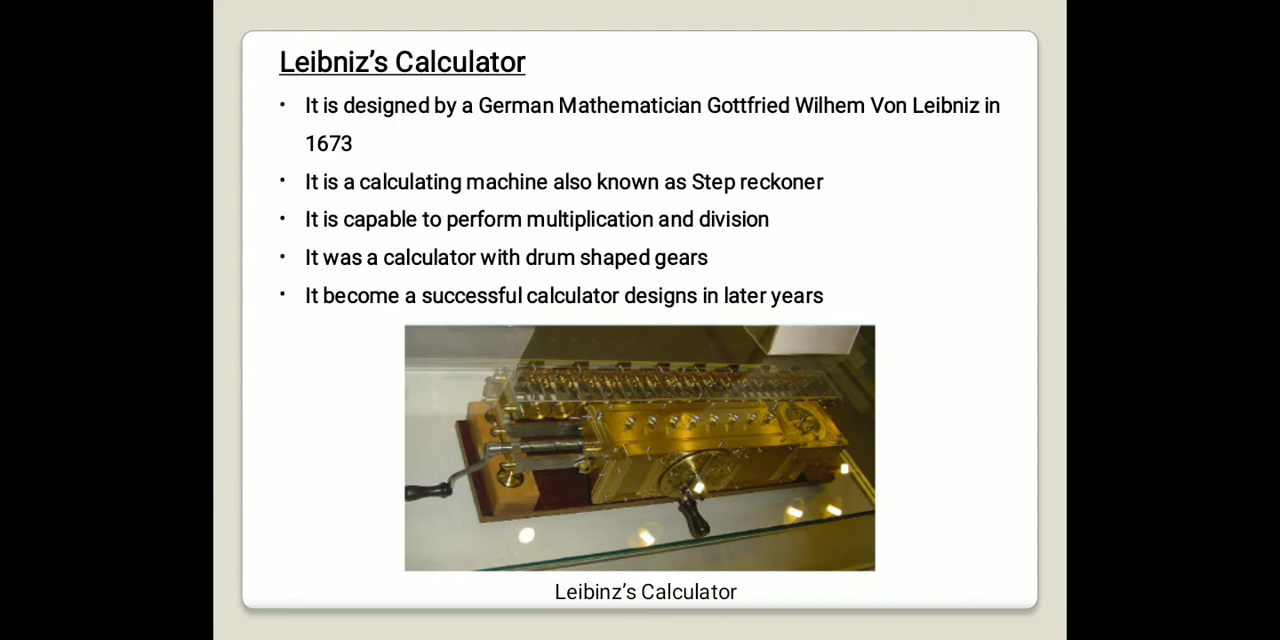 Leibniz’s Calculator
• It is designed by a German Mathematician Gottfried Wilhem Von Leibniz in
1673
• It is a calculating machine also known as Step reckoner
• It is capable to perform multiplication and division
• It was a calculator with drum shaped gears
• It become a successful calculator designs in later years
Leibinz’s Calculator